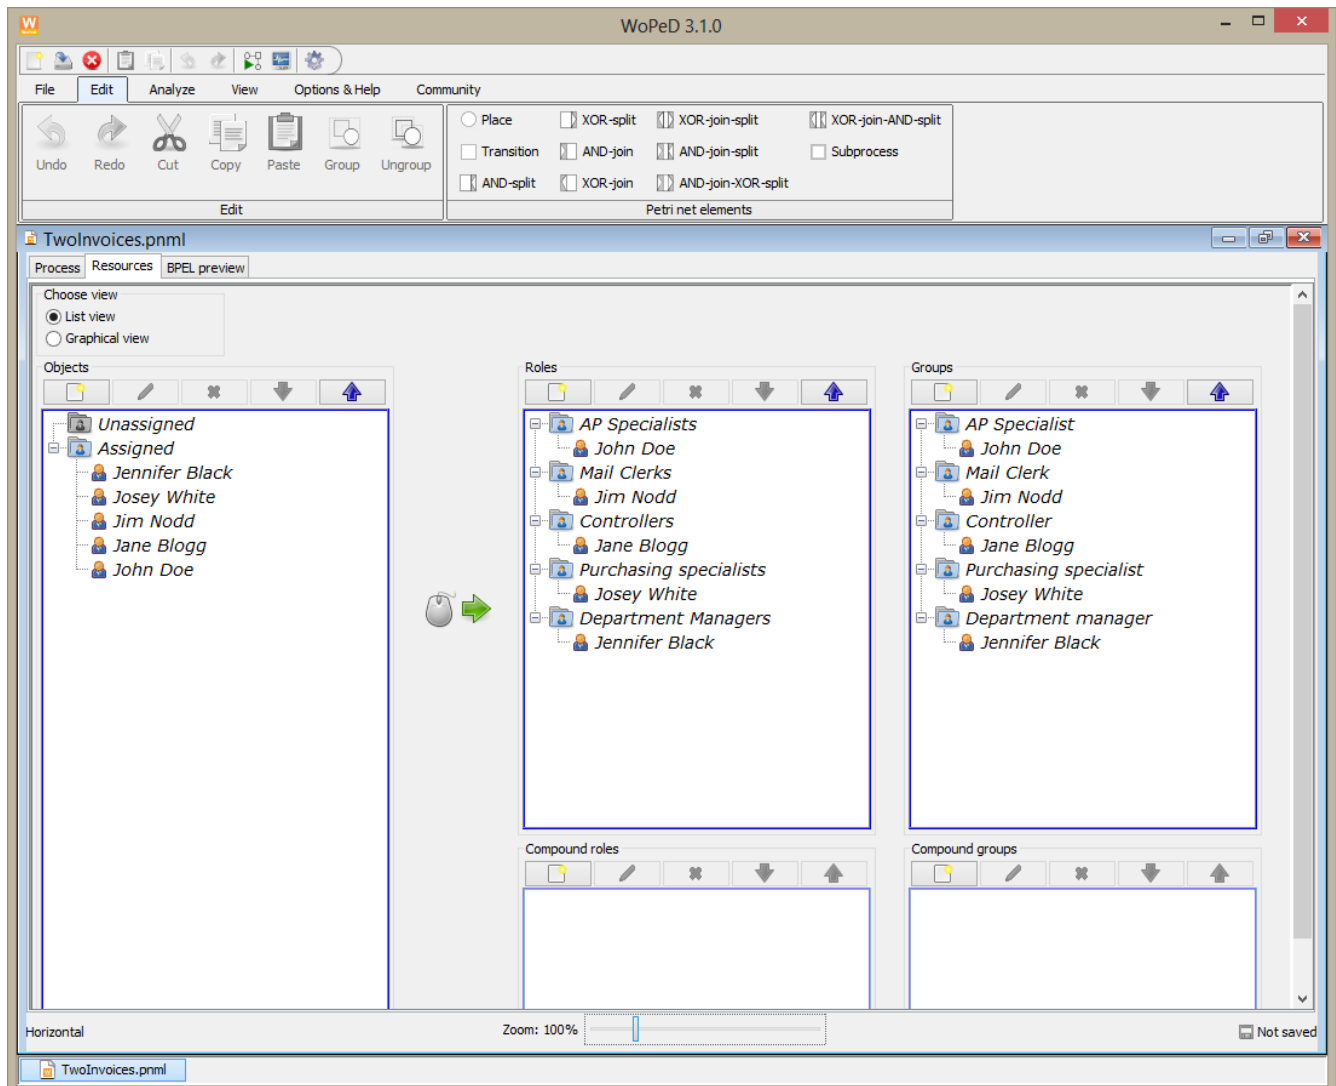 WoPeD 3.1.0
File Edit Analyze View Options & Help Community
Undo Redo Cut Copy Paste Group Ungroup
Edit
Place XOR-split XOR-join-split XOR-join-AND-split
Transition AND-join AND-join-split Subprocess
AND-split XOR-join AND-join-XOR-split
Petri net elements
TwoInvoices.pnml
Process Resources BPEL preview
Choose view
List view
Graphical view
Objects
Unassigned
Assigned
Jennifer Black
Josey White
Jim Nodd
Jane Blogg
John Doe
Roles
AP Specialists
John Doe
Mail Clerks
Jim Nodd
Controllers
Jane Blogg
Purchasing specialists
Josey White
Department Managers
Jennifer Black
Groups
AP Specialist
John Doe
Mail Clerk
Jim Nodd
Controller
Jane Blogg
Purchasing specialist
Josey White
Department manager
Jennifer Black
Compound roles
Compound groups
Horizontal
Zoom: 100%
Not saved
TwoInvoices.pnml